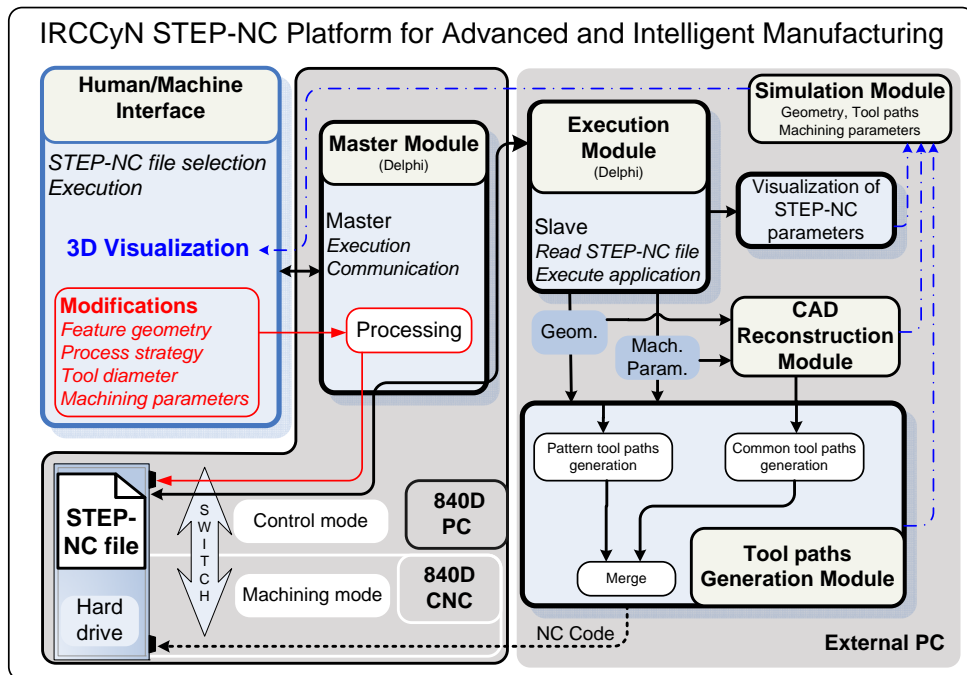 IRCCyN STEP-NC Platform for Advanced and Intelligent Manufacturing
Human/Machine
Interface
STEP-NC file selection
Execution
3D Visualization
Modifications
Feature geometry
Process strategy
Tool diameter
Machining parameters
Master Module
(Delphi)
Master
Execution
Communication
Processing
Execution
Module
(Delphi)
Slave
Read STEP-NC file
Execute application
Simulation Module
Geometry, Tool paths
Machining parameters
Visualization of
STEP-NC
parameters
Geom.
Mach.
Param.
CAD
Reconstruction
Module
Pattern tool paths
generation
Common tool paths
generation
Merge
Tool paths
Generation Module
STEP-
NC file
Hard
drive
SWITCH
Control mode
Machining mode
840D
PC
840D
CNC
NC Code
External PC